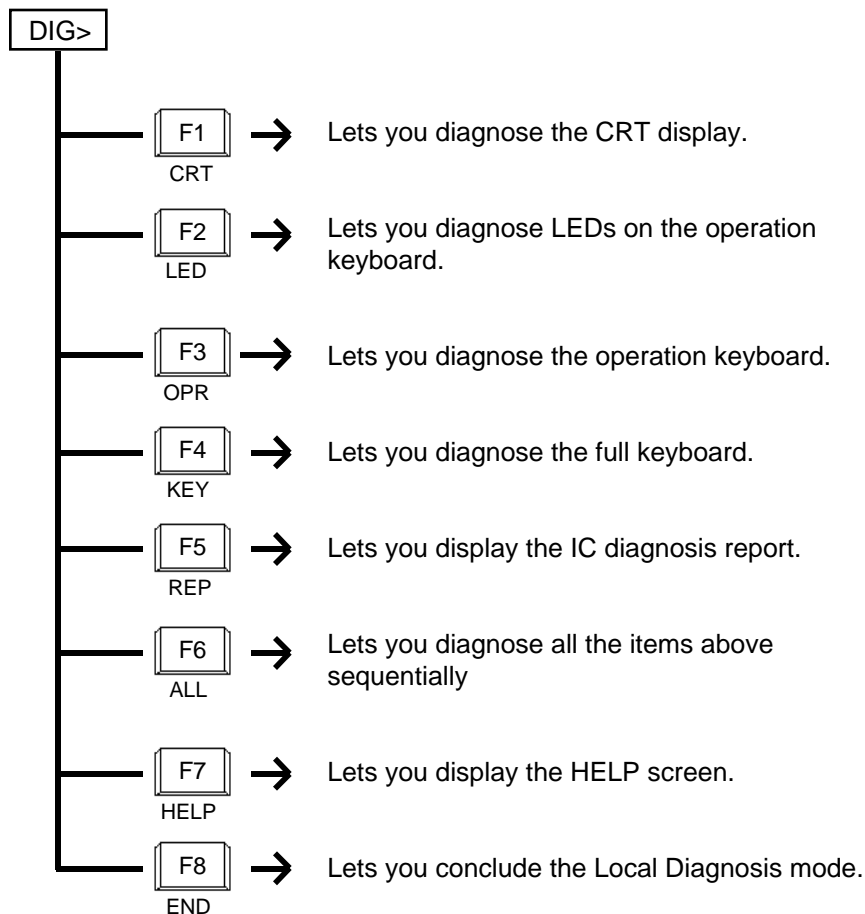 DIG>
F1
CRT
Lets you diagnose the CRT display.
F2
LED
Lets you diagnose LEDs on the operation
keyboard.
F3
OPR
Lets you diagnose the operation keyboard.
F4
KEY
Lets you diagnose the full keyboard.
F5
REP
Lets you display the IC diagnosis report.
F6
ALL
Lets you diagnose all the items above
sequentially
F7
HELP
Lets you display the HELP screen.
F8
END
Lets you conclude the Local Diagnosis mode.